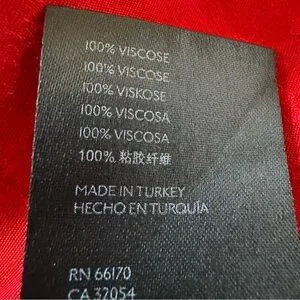 100% VISCOSE
100% VISCOSE
100% VISKOSE
100% VISCOSA
100% VISCOSA
100% 粘胶纤维
MADE IN TURKEY
HECHO EN TURQUÍA
RN 66170
CA 32054